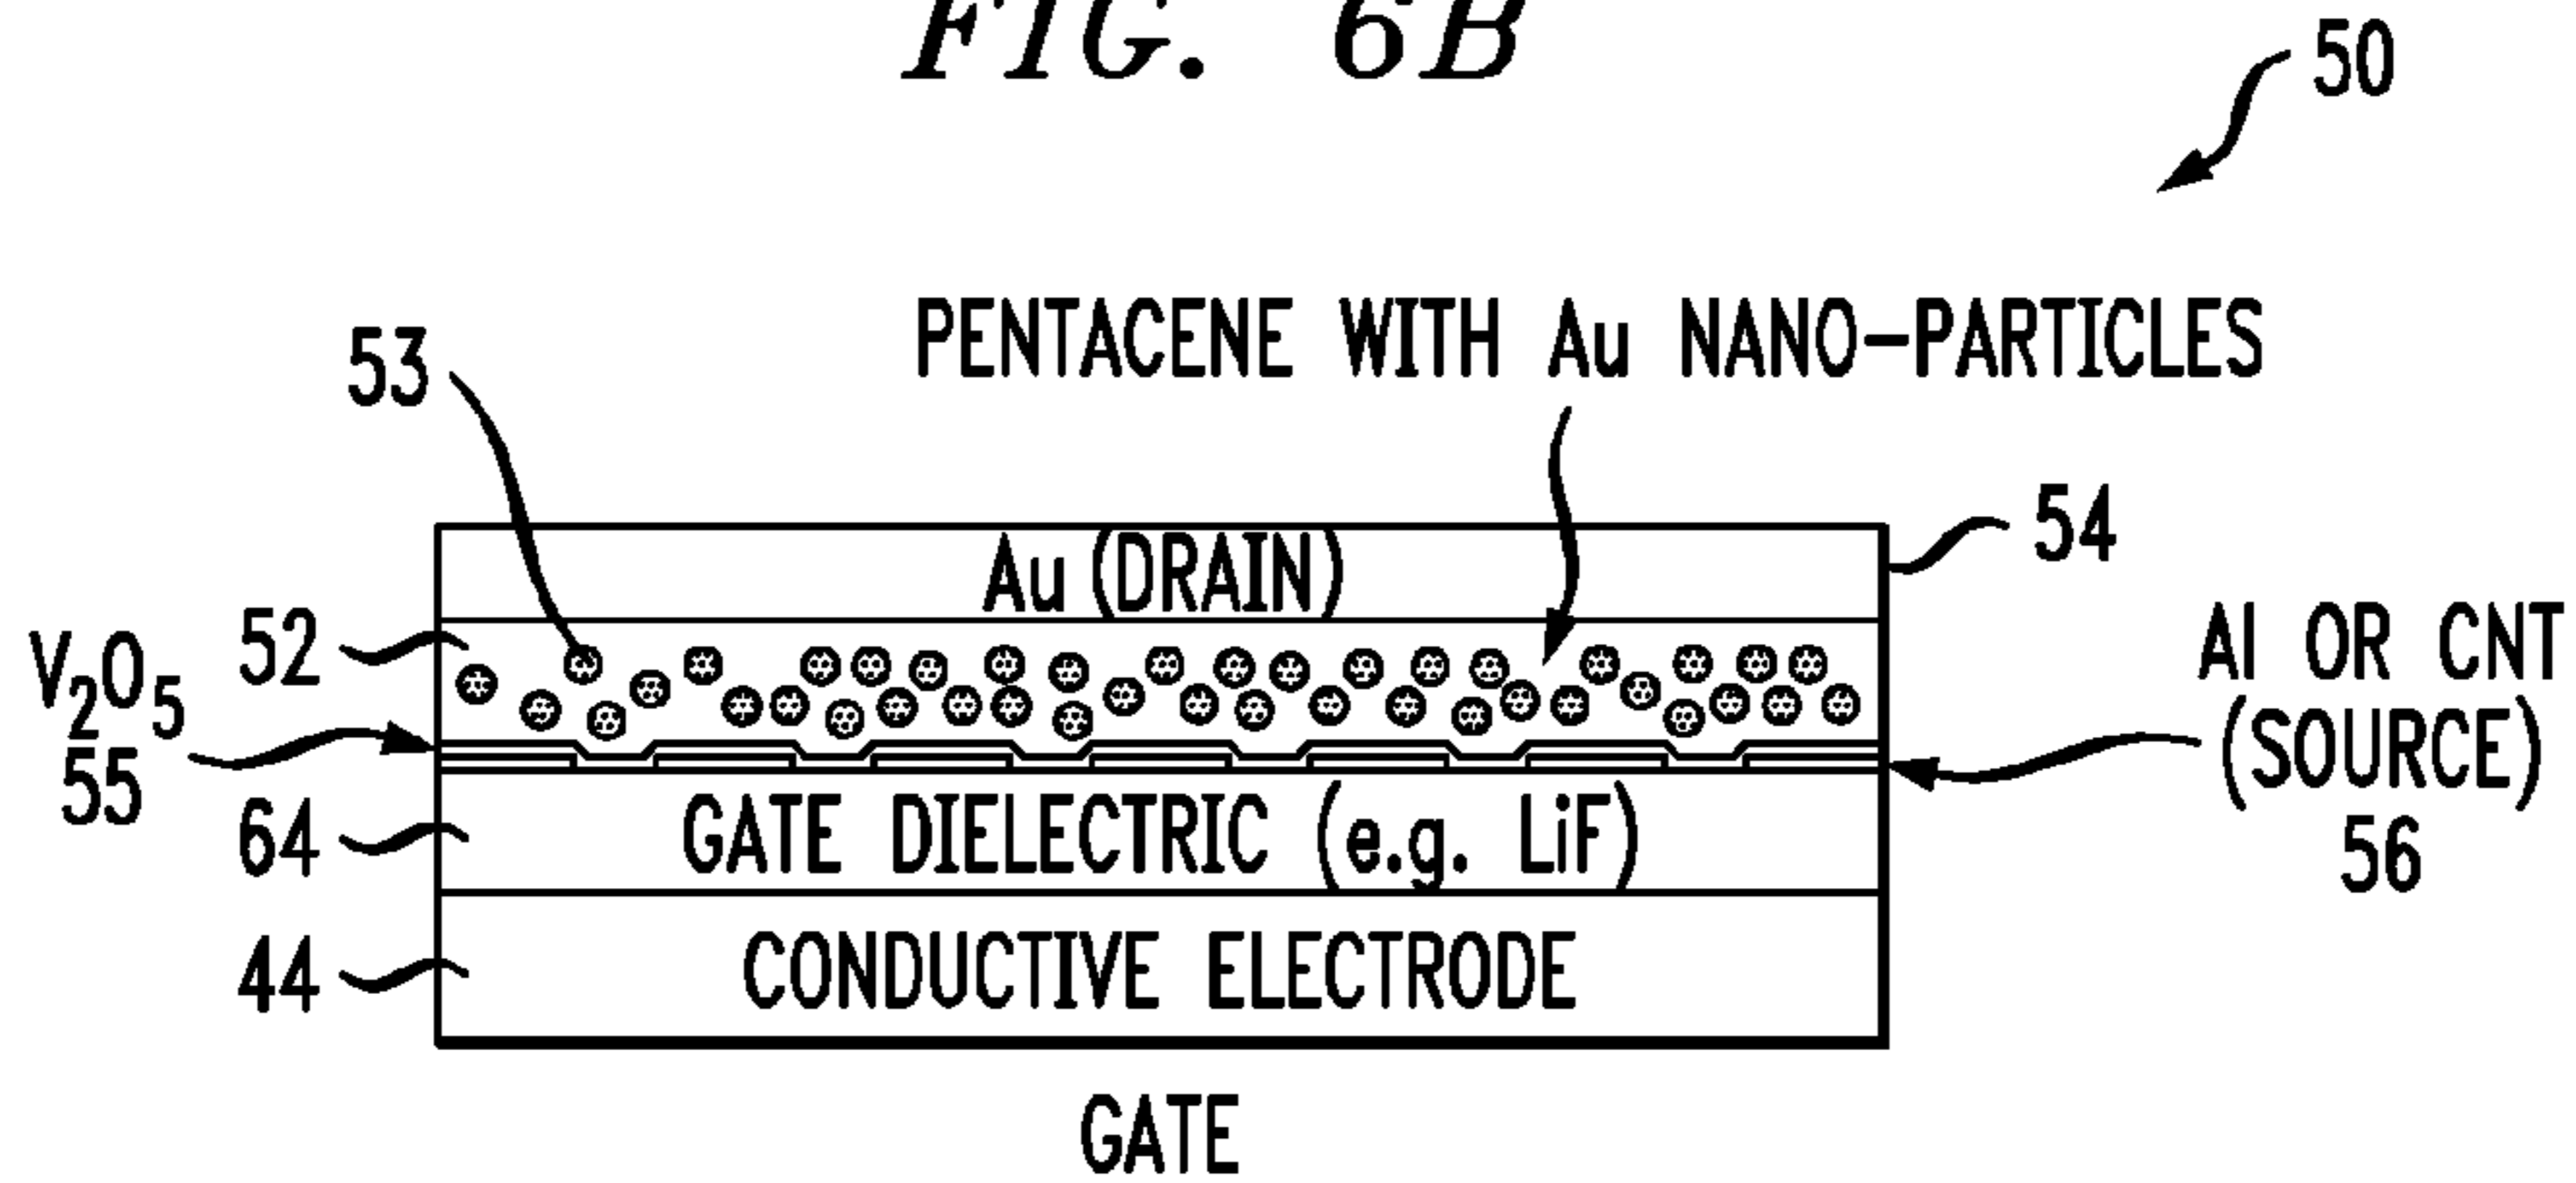 FIG. 6B
50
PENTACENE WITH Au NANO-PARTICLES
53
54
Au (DRAIN)
52
V2O5
55
Al OR CNT
(SOURCE)
56
64
GATE DIELECTRIC (e.g. LiF)
44
CONDUCTIVE ELECTRODE
GATE